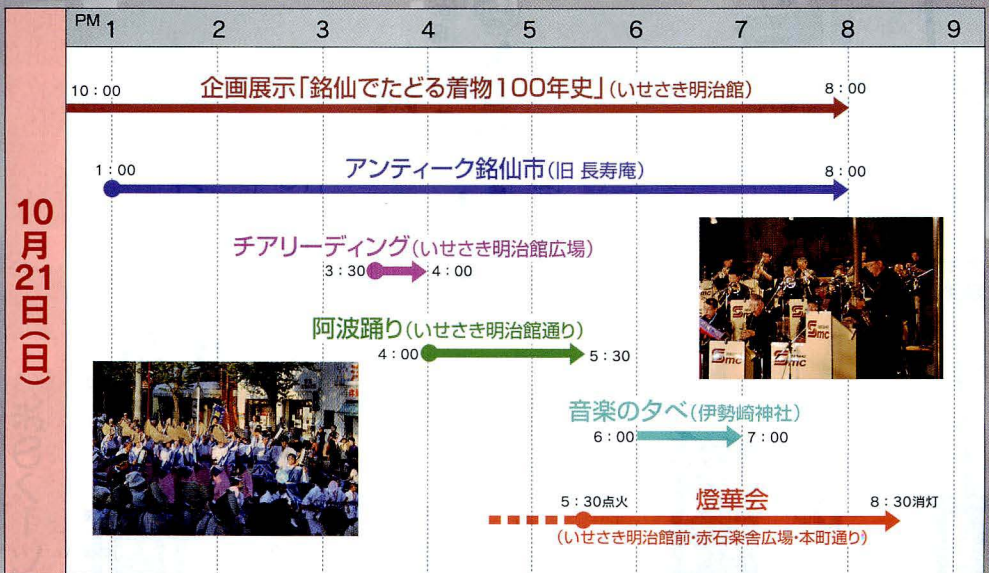 PM 1 2 3 4 5 6 7 8 9
10月21日(日)
企画展示「銘仙でたどる着物100年史」(いせさき明治館)
10:00 8:00
アンティーク銘仙市(旧 長寿庵)
1:00 8:00
チアリーディング(いせさき明治館広場)
3:30 4:00
阿波踊り(いせさき明治館通り)
4:00 5:30
音楽の夕べ(伊勢崎神社)
6:00 7:00
燈華会
5:30点火 8:30消灯
(いせさき明治館前・赤石楽舎広場・本町通り)
Smc
Smc
Smc